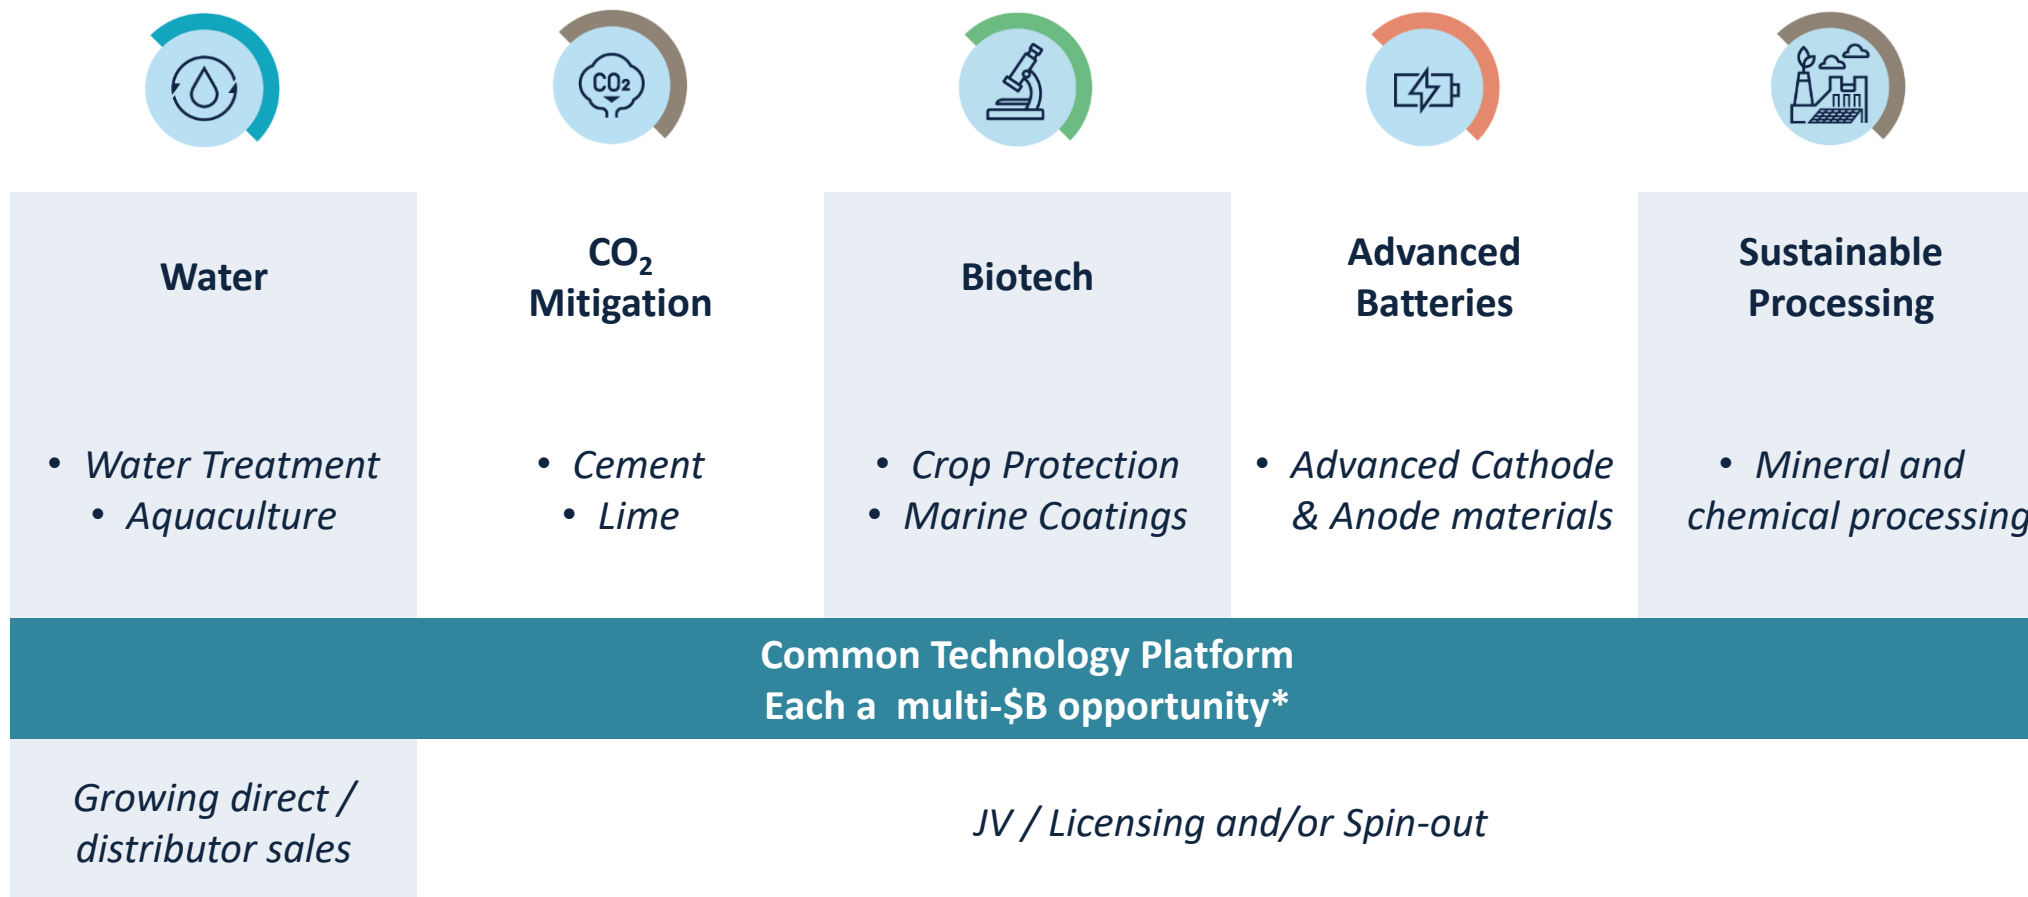 CO₂
Water
CO₂
Mitigation
Biotech
Advanced
Batteries
Sustainable
Processing
• Water Treatment
• Aquaculture
• Cement
• Lime
• Crop Protection
• Marine Coatings
• Advanced Cathode
& Anode materials
• Mineral and
chemical processing
Common Technology Platform
Each a  multi-$B opportunity*
Growing direct /
distributor sales
JV / Licensing and/or Spin-out